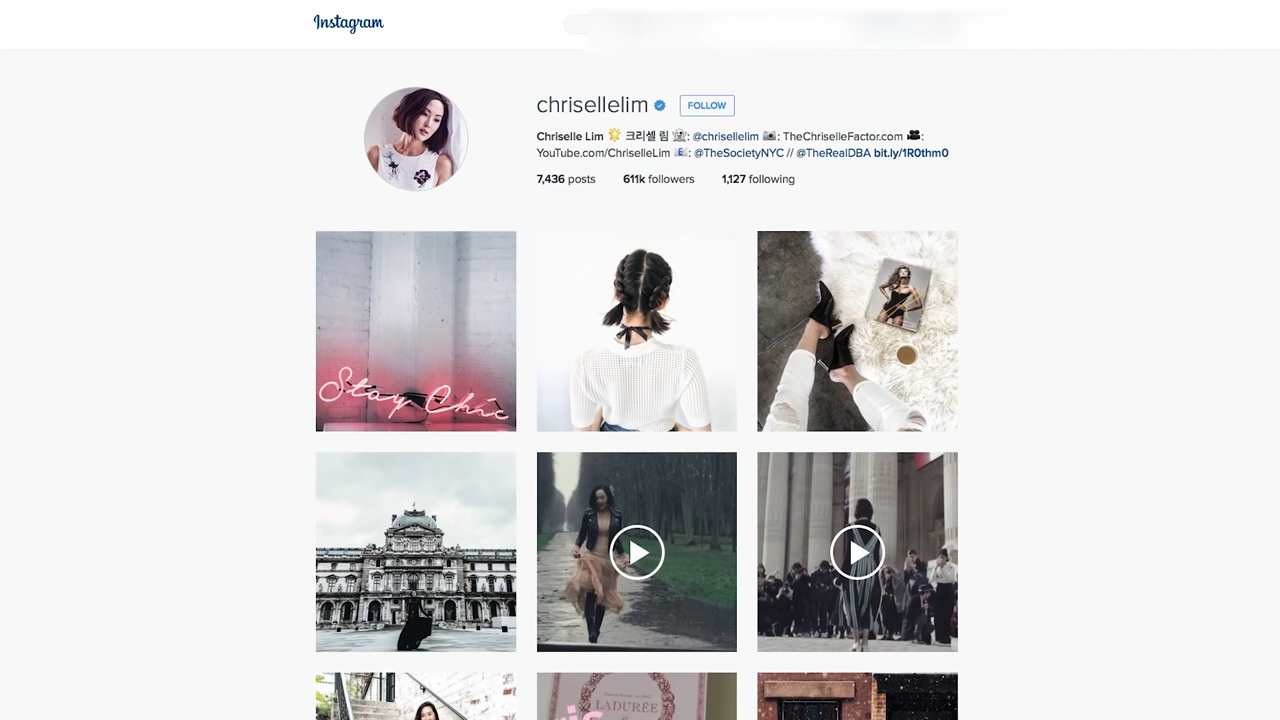 Instagram
chrisellelim FOLLOW
Chriselle Lim 🌟 크리셀 림 👻: @chrisellelim 📷: TheChriselleFactor.com 🎥:
YouTube.com/ChriselleLim 📧: @TheSocietyNYC // @TheRealDBA bit.ly/1R0thm0
7,436 posts 611k followers 1,127 following
Stay Chic
LADURÉE